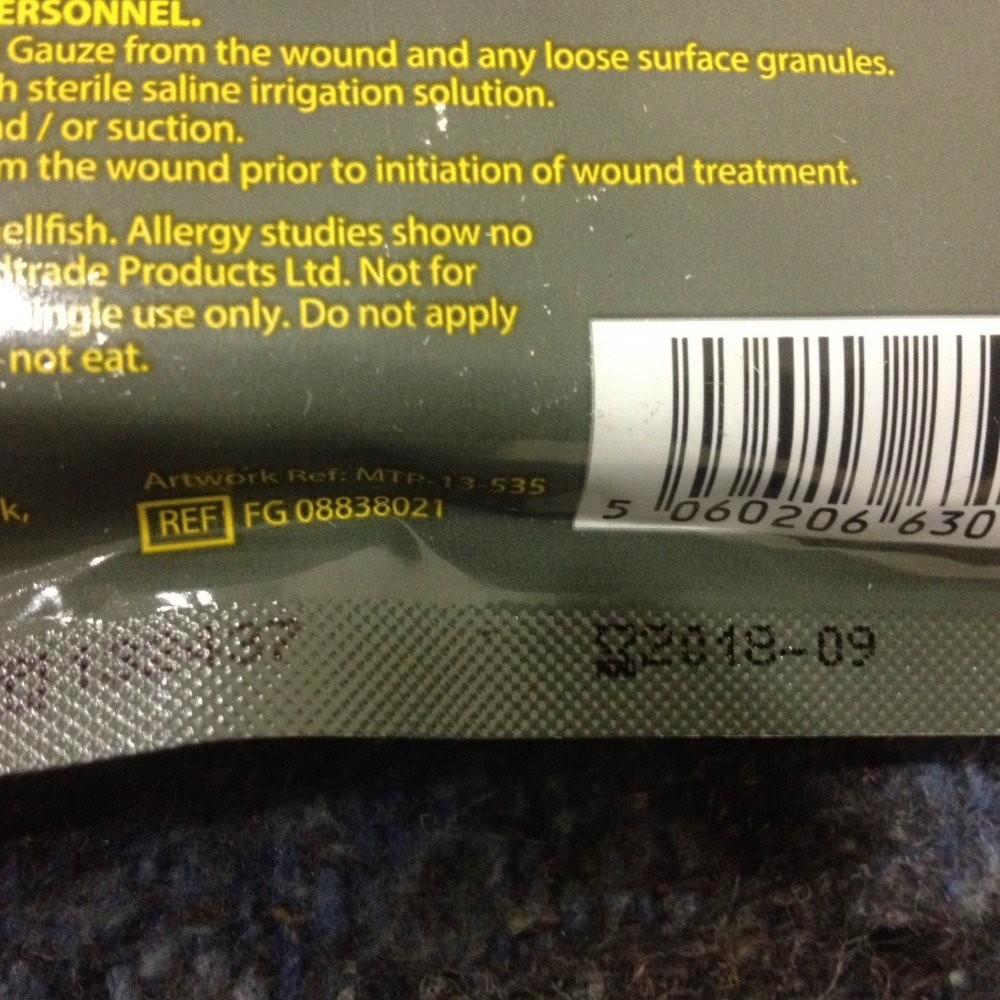 ERSONNEL.
Gauze from the wound and any loose surface granules.
h sterile saline irrigation solution.
nd / or suction.
m the wound prior to initiation of wound treatment.
ellfish. Allergy studies show no
dtrade Products Ltd. Not for
ingle use only. Do not apply
not eat.
Artwork Ref: MTP-13-535
k,
REF FG 08838021
5 060206 630
2018-09